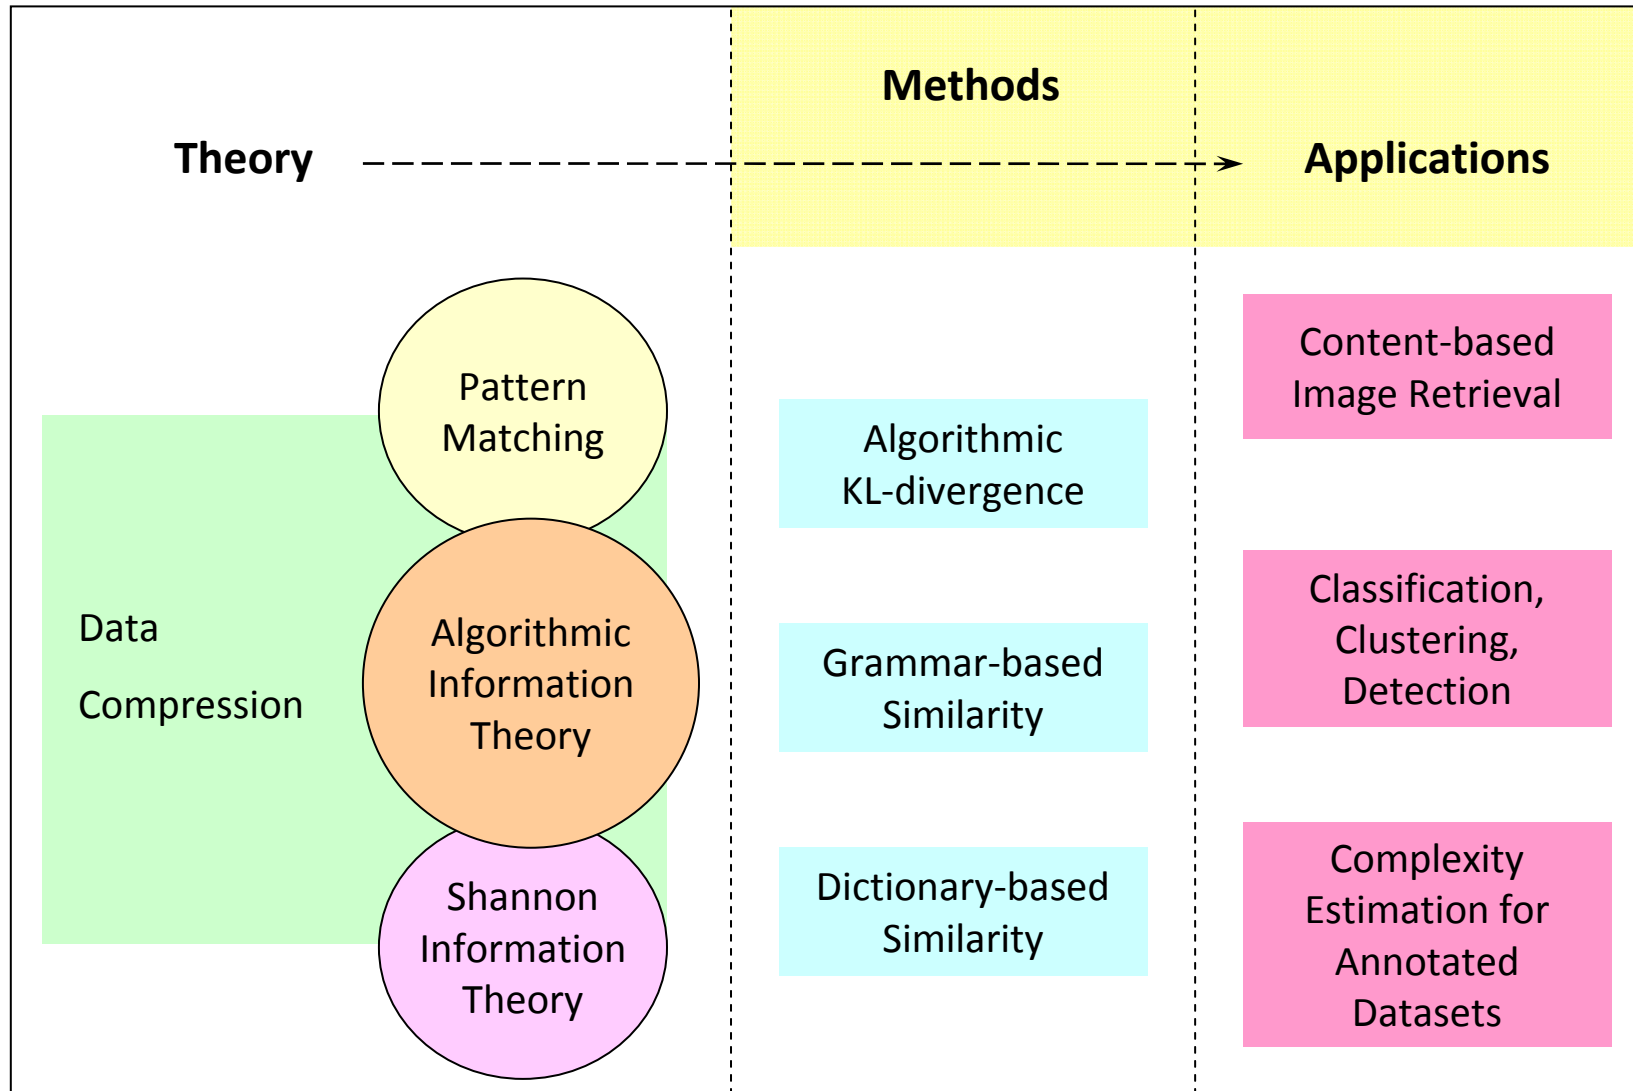 Theory
Methods
Applications
Data
Compression
Pattern
Matching
Algorithmic
Information
Theory
Shannon
Information
Theory
Algorithmic
KL-divergence
Grammar-based
Similarity
Dictionary-based
Similarity
Content-based
Image Retrieval
Classification,
Clustering,
Detection
Complexity
Estimation for
Annotated
Datasets